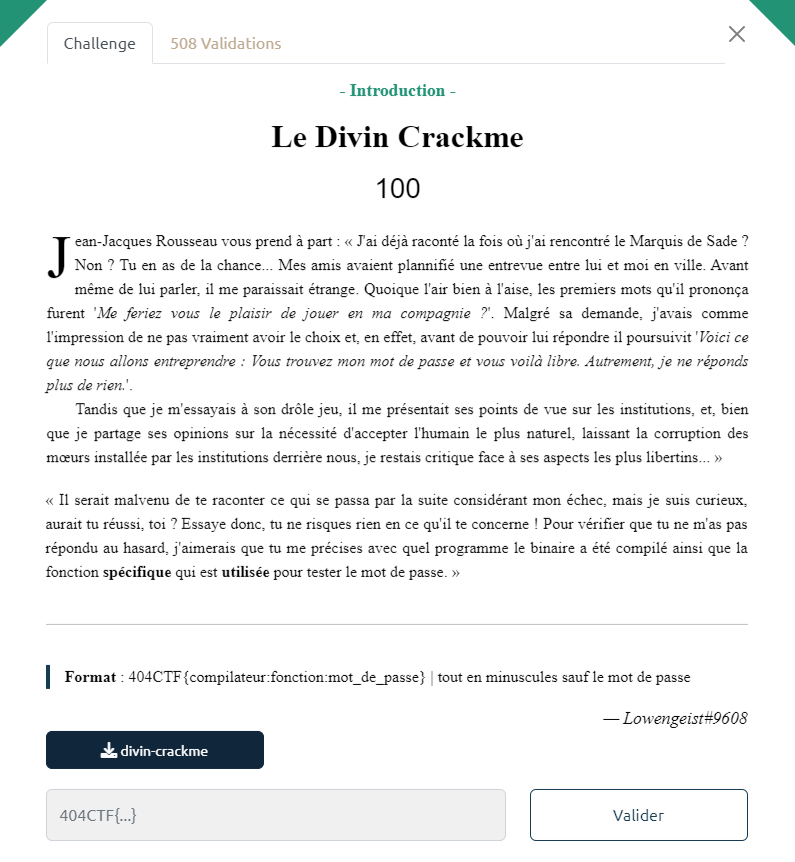 Challenge
508 Validations
- Introduction -
Le Divin Crackme
100
Jean-Jacques Rousseau vous prend à part : « J'ai déjà raconté la fois où j'ai rencontré le Marquis de Sade ?
Non ? Tu en as de la chance... Mes amis avaient plannifié une entrevue entre lui et moi en ville. Avant
même de lui parler, il me paraissait étrange. Quoique l'air bien à l'aise, les premiers mots qu'il prononça
furent 'Me feriez vous le plaisir de jouer en ma compagnie ?'. Malgré sa demande, j'avais comme
l'impression de ne pas vraiment avoir le choix et, en effet, avant de pouvoir lui répondre il poursuivit 'Voici ce
que nous allons entreprendre : Vous trouvez mon mot de passe et vous voilà libre. Autrement, je ne réponds
plus de rien.'.
Tandis que je m'essayais à son drôle jeu, il me présentait ses points de vue sur les institutions, et, bien
que je partage ses opinions sur la nécessité d'accepter l'humain le plus naturel, laissant la corruption des
mœurs installée par les institutions derrière nous, je restais critique face à ses aspects les plus libertins... »
« Il serait malvenu de te raconter ce qui se passa par la suite considérant mon échec, mais je suis curieux,
aurait tu réussi, toi ? Essaye donc, tu ne risques rien en ce qu'il te concerne ! Pour vérifier que tu ne m'as pas
répondu au hasard, j'aimerais que tu me précises avec quel programme le binaire a été compilé ainsi que la
fonction spécifique qui est utilisée pour tester le mot de passe. »
Format : 404CTF{compilateur:fonction:mot_de_passe} | tout en minuscules sauf le mot de passe
— Lowengeist#9608
divin-crackme
404CTF{...}
Valider